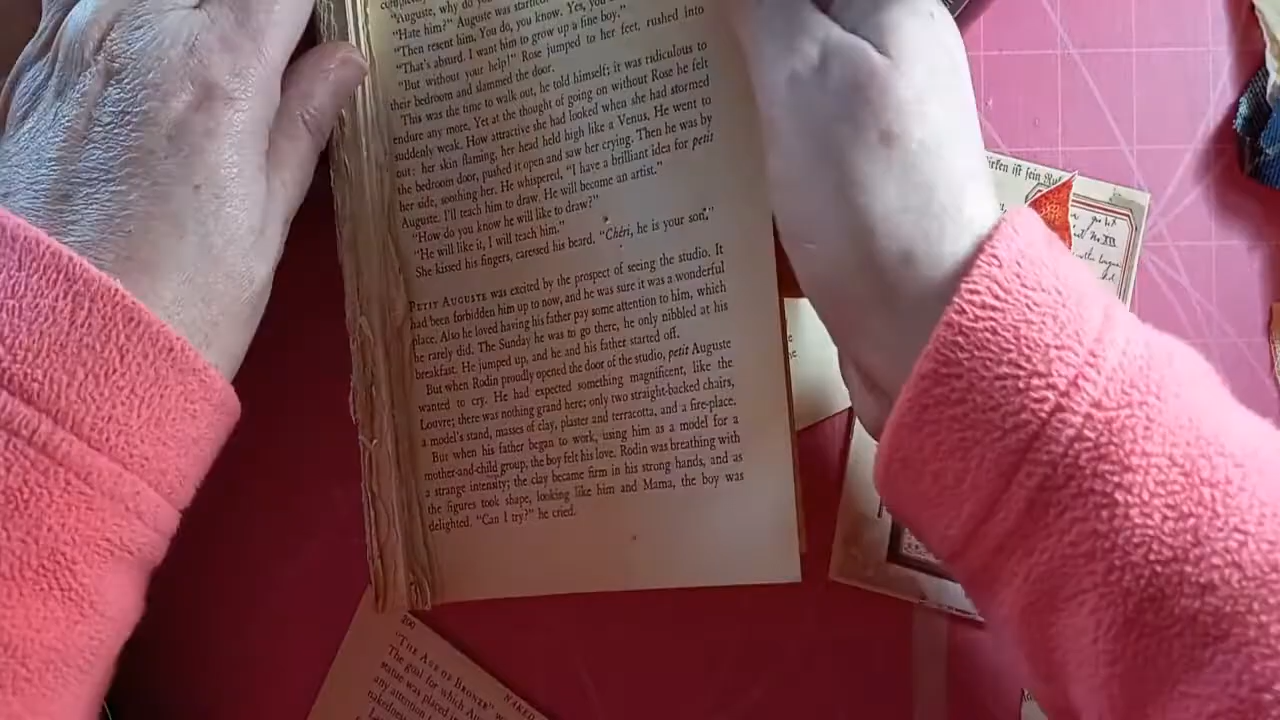 "Auguste, why do
"Hate him?" Auguste was
"Then resent him. You do, you know. Yes, you
"That's absurd. I want him to grow up a fine boy."
"But without your help!" Rose jumped to her feet, rushed into
their bedroom and slammed the door.
This was the time to walk out, he told himself; it was ridiculous to
endure any more. Yet at the thought of going on without Rose he felt
suddenly weak. How attractive she had looked when she had stormed
out: her skin flaming, her head held high like a Venus. He went to
the bedroom door, pushed it open and saw her crying. Then he was by
her side, soothing her. He whispered, "I have a brilliant idea for petit
Auguste. I'll teach him to draw. He will become an artist."
"How do you know he will like to draw?"
"He will like it, I will teach him."
She kissed his fingers, caressed his beard. "Chéri, he is your son,"
PETIT AUGUSTE was excited by the prospect of seeing the studio. It
had been forbidden him up to now, and he was sure it was a wonderful
place. Also he loved having his father pay some attention to him, which
he rarely did. The Sunday he was to go there, he only nibbled at his
breakfast. He jumped up, and he and his father started off.
But when Rodin proudly opened the door of the studio, petit Auguste
wanted to cry. He had expected something magnificent, like the
Louvre; there was nothing grand here; only two straight-backed chairs,
a model's stand, masses of clay, plaster and terracotta, and a fire-place.
But when his father began to work, using him as a model for a
mother-and-child group, the boy felt his love. Rodin was breathing with
a strange intensity; the clay became firm in his strong hands, and as
the figures took shape, looking like him and Mama, the boy was
delighted. "Can I try?" he cried.
ist sein
200
NAKED
"THE AGE OF BRONZE"
The goal for which
statue was placed
any attention
nakedness